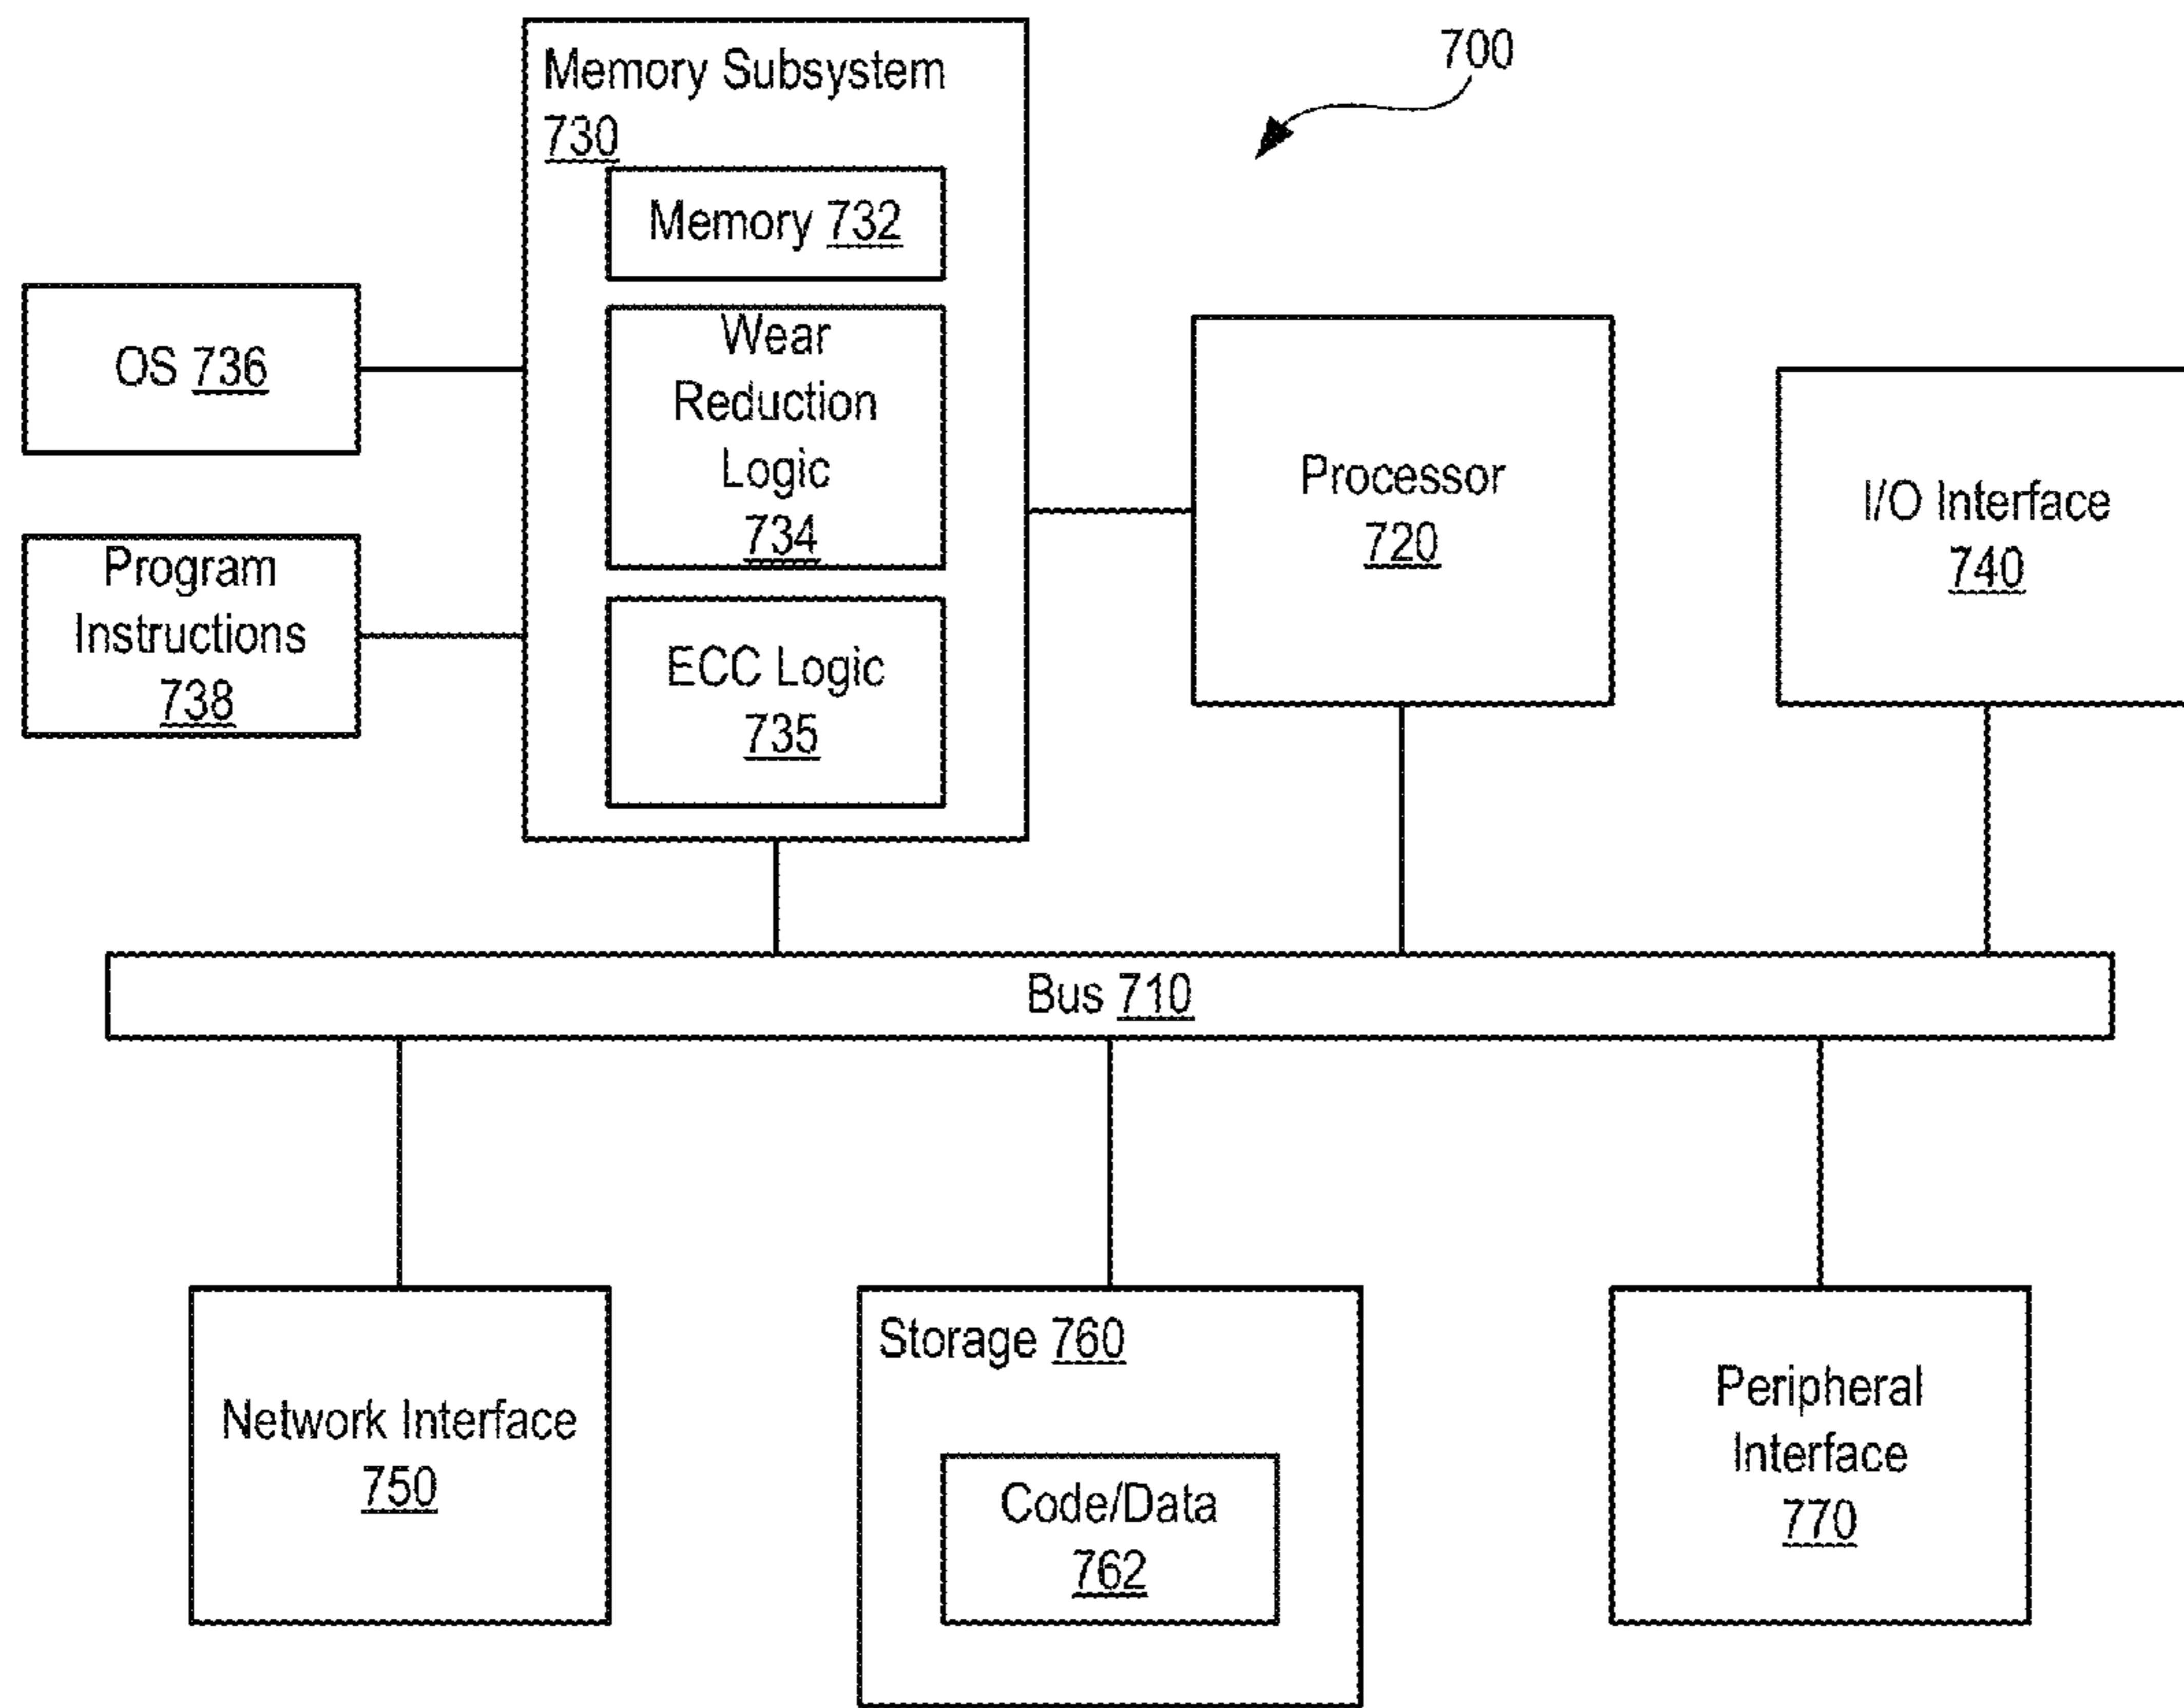 700
Memory Subsystem
730
Memory 732
Wear
Reduction
Logic
734
ECC Logic
735
OS 736
Program
Instructions
738
Processor
720
I/O Interface
740
Bus 710
Network Interface
750
Storage 760
Code/Data
762
Peripheral
Interface
770